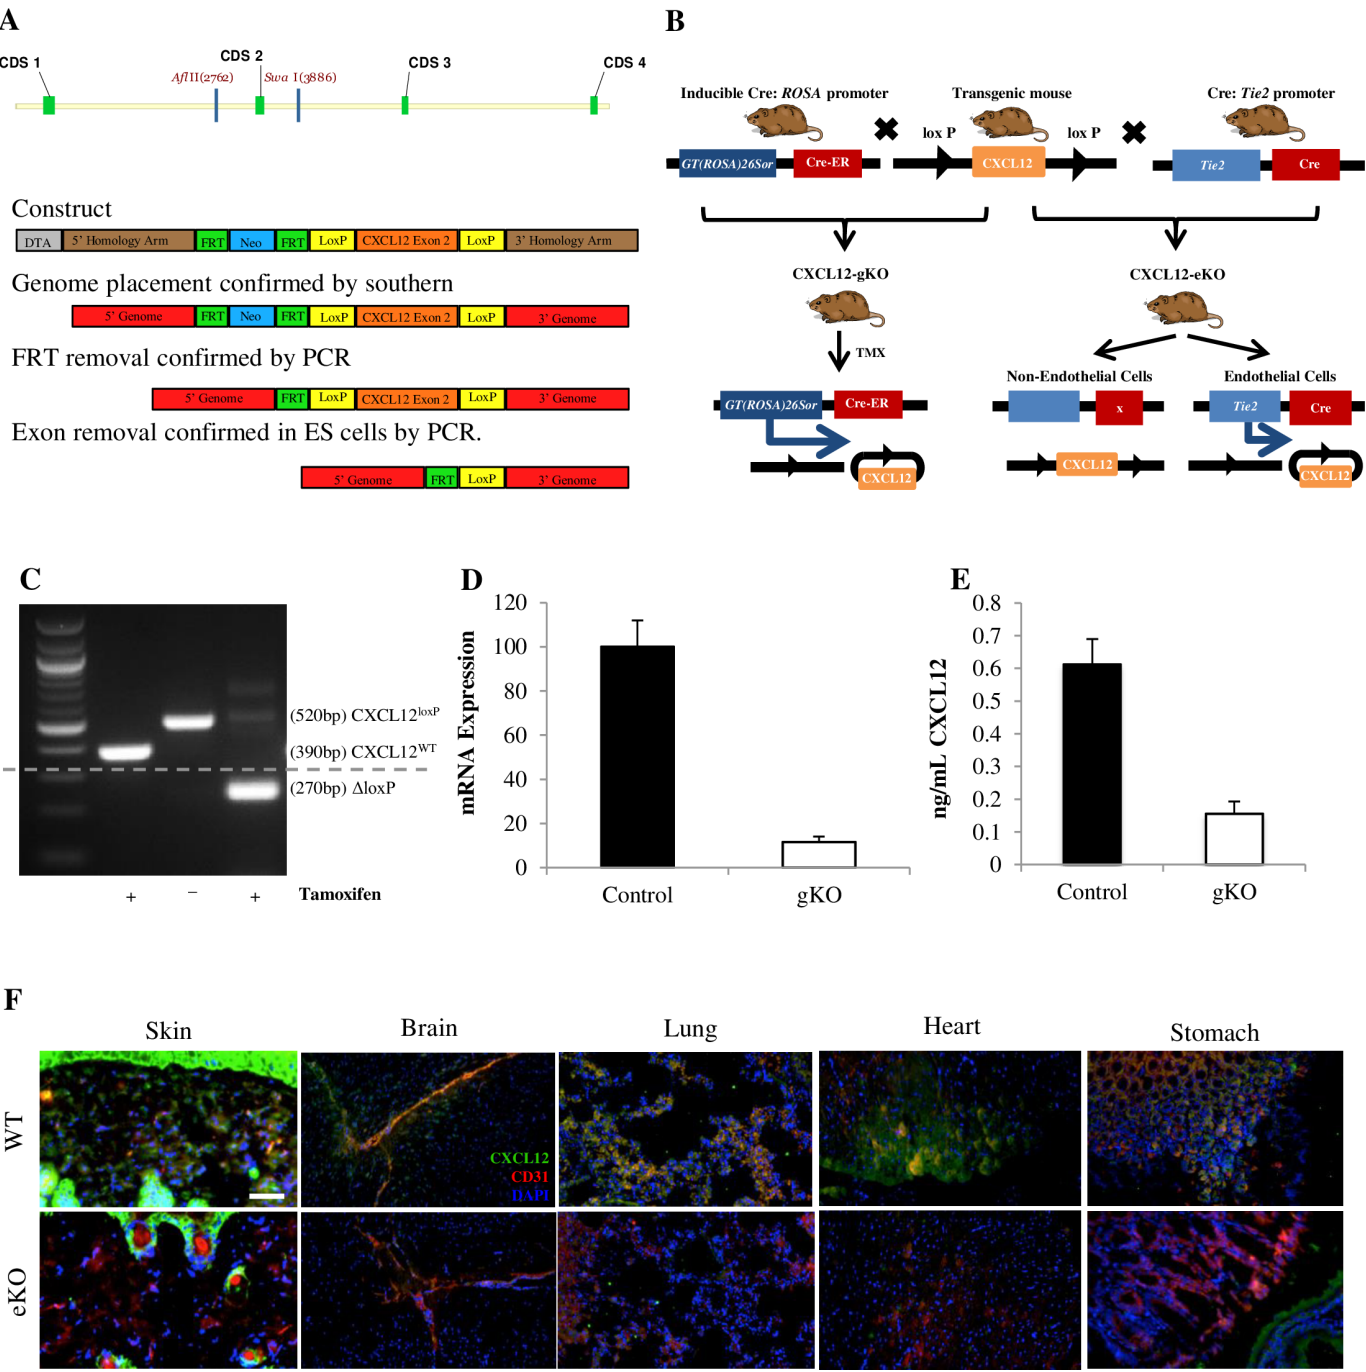 A
CDS 1
CDS 2
CDS 3
CDS 4
AflII(2762)
Swa I(3886)
Construct
DTA 5' Homology Arm FRT Neo FRT LoxP CXCL12 Exon 2 LoxP 3' Homology Arm
Genome placement confirmed by southern
5' Genome FRT Neo FRT LoxP CXCL12 Exon 2 LoxP 3' Genome
FRT removal confirmed by PCR
5' Genome FRT LoxP CXCL12 Exon 2 LoxP 3' Genome
Exon removal confirmed in ES cells by PCR.
5' Genome FRT LoxP 3' Genome
B
Inducible Cre: ROSA promoter
Transgenic mouse
Cre: Tie2 promoter
lox P
lox P
GT(ROSA)26Sor Cre-ER
CXCL12
Tie2 Cre
CXCL12-gKO
CXCL12-eKO
TMX
Non-Endothelial Cells
Endothelial Cells
GT(ROSA)26Sor Cre-ER
x
Tie2 Cre
CXCL12
CXCL12
CXCL12
C
(520bp) CXCL12loxP
(390bp) CXCL12WT
(270bp) ΔloxP
+ − + Tamoxifen
D
mRNA Expression
120
100
80
60
40
20
0
Control gKO
E
ng/mL CXCL12
0.8
0.7
0.6
0.5
0.4
0.3
0.2
0.1
0
Control gKO
F
Skin Brain Lung Heart Stomach
WT
CXCL12
CD31
DAPI
eKO